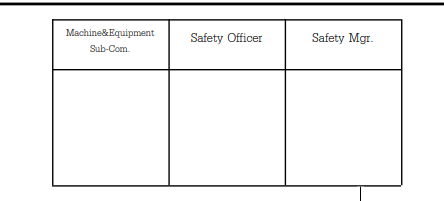 Machine&Equipment
Sub-Com.
Safety Officer
Safety Mgr.